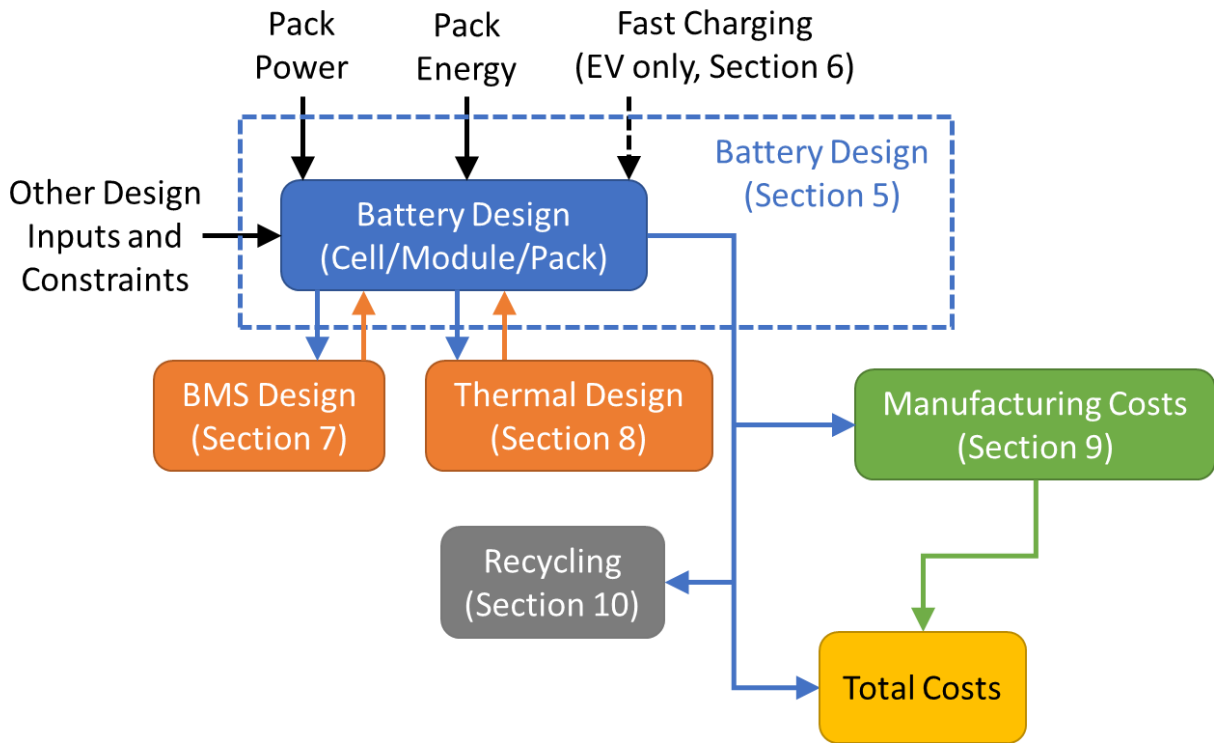 Pack
Power
Pack
Energy
Fast Charging
(EV only, Section 6)
Battery Design
(Section 5)
Other Design
Inputs and
Constraints
Battery Design
(Cell/Module/Pack)
BMS Design
(Section 7)
Thermal Design
(Section 8)
Manufacturing Costs
(Section 9)
Recycling
(Section 10)
Total Costs